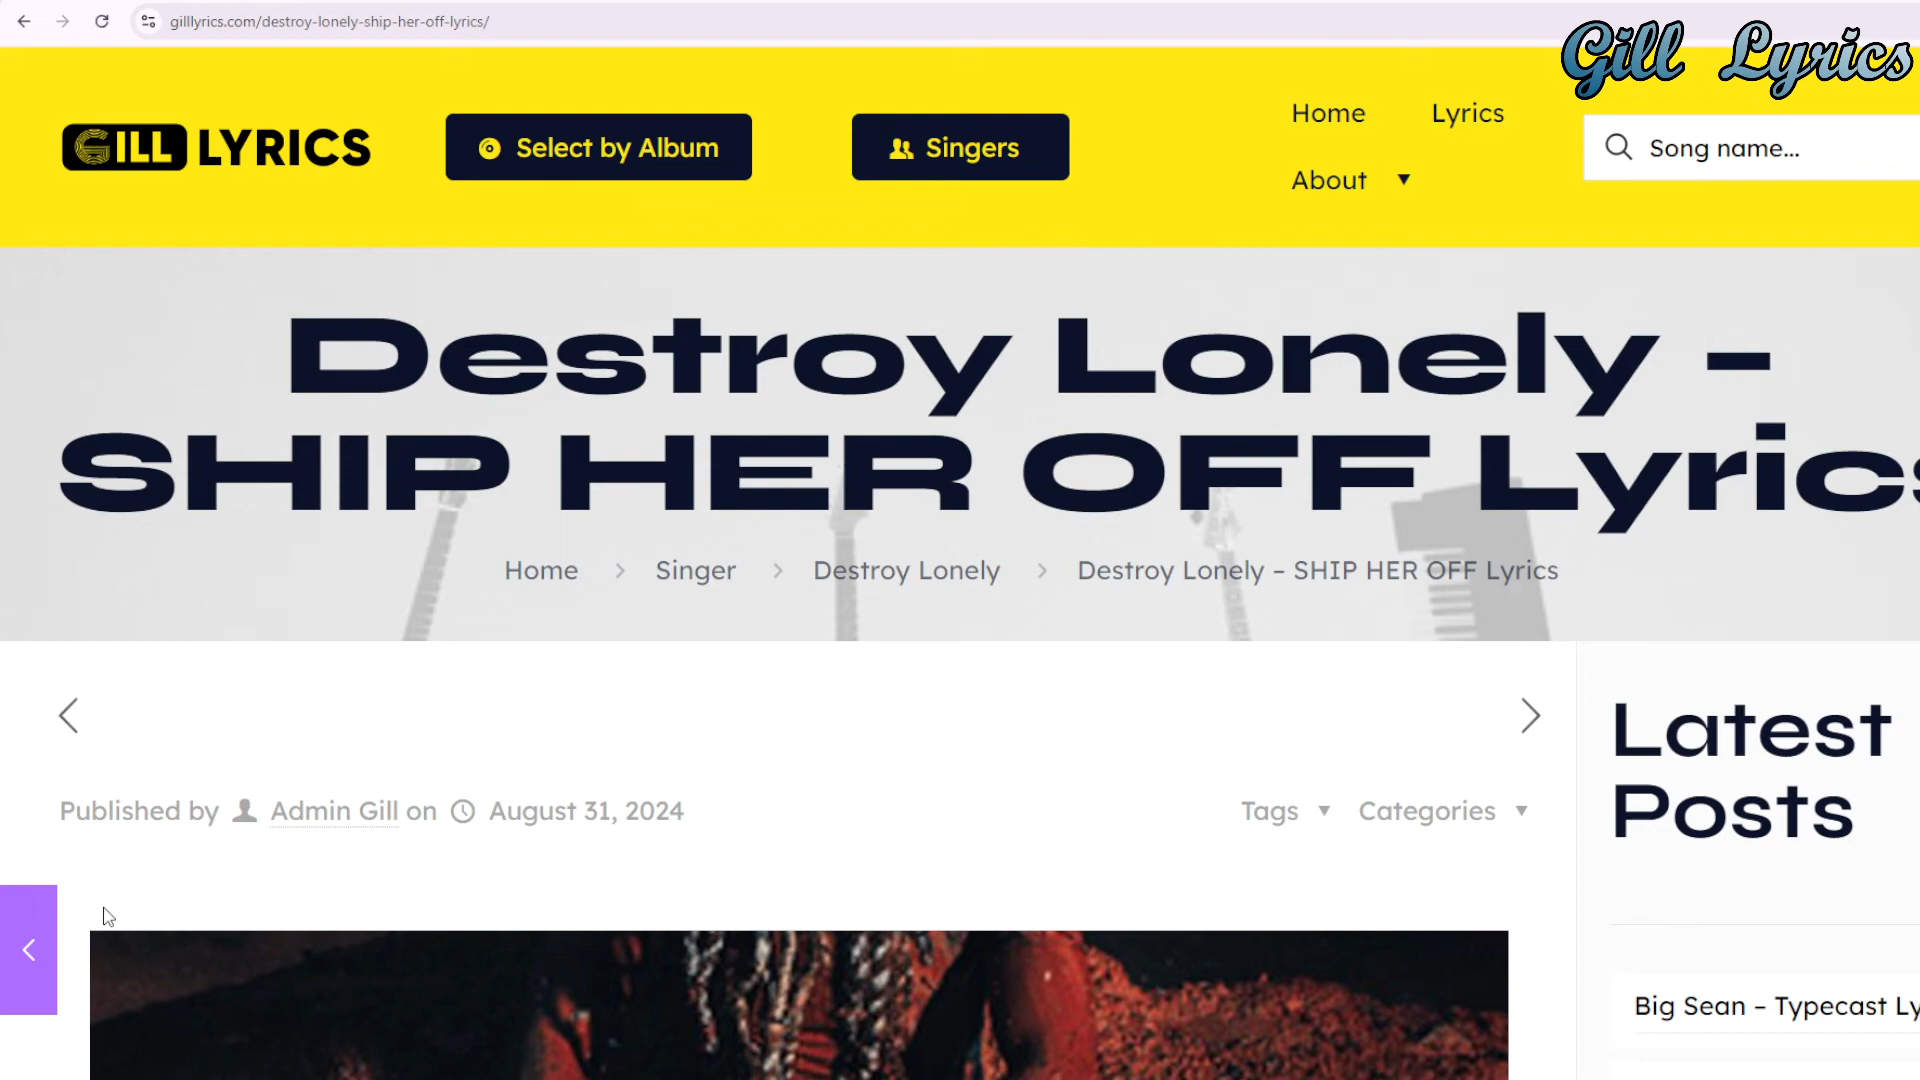 gilllyrics.com/destroy-lonely-ship-her-off-lyrics/
Gill Lyrics
GILL LYRICS
Select by Album
Singers
Home
Lyrics
About
Song name...
Destroy Lonely –
SHIP HER OFF Lyrics
Home
Singer
Destroy Lonely
Destroy Lonely – SHIP HER OFF Lyrics
Published by Admin Gill on August 31, 2024
Tags
Categories
Latest
Posts
Big Sean – Typecast Ly